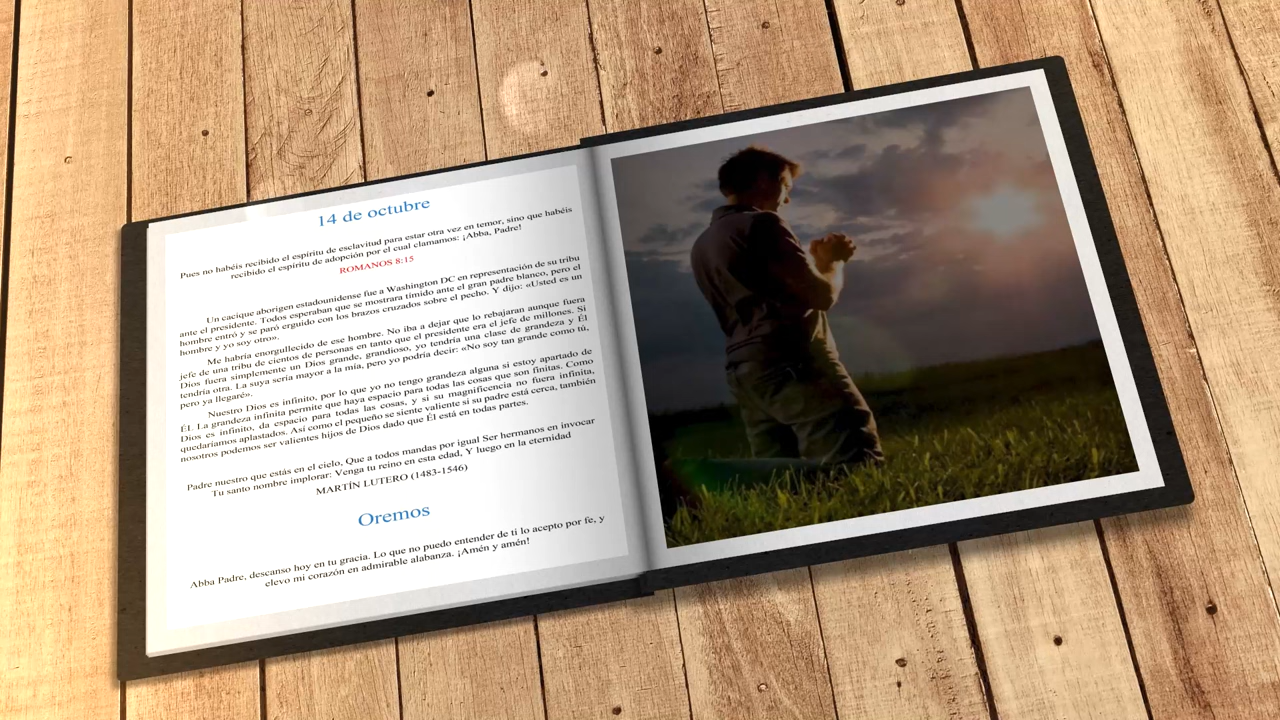 14 de octubre
Pues no habéis recibido el espíritu de esclavitud para estar otra vez en temor, sino que habéis
recibido el espíritu de adopción por el cual clamamos: ¡Abba, Padre!
ROMANOS 8:15
Un cacique aborigen estadounidense fue a Washington DC en representación de su tribu
ante el presidente. Todos esperaban que se mostrara tímido ante el gran padre blanco, pero el
hombre entró y se paró erguido con los brazos cruzados sobre el pecho. Y dijo: «Usted es un
hombre y yo soy otro».
Me habría enorgullecido de ese hombre. No iba a dejar que lo rebajaran aunque fuera
jefe de una tribu de cientos de personas en tanto que el presidente era el jefe de millones. Si
Dios fuera simplemente un Dios grande, grandioso, yo tendría una clase de grandeza y Él
tendría otra. La suya sería mayor a la mía, pero yo podría decir: «No soy tan grande como tú,
pero ya llegaré».
Nuestro Dios es infinito, por lo que yo no tengo grandeza alguna si estoy apartado de
Él. La grandeza infinita permite que haya espacio para todas las cosas que son finitas. Como
Dios es infinito, da espacio para todas las cosas, y si su magnificencia no fuera infinita,
quedaríamos aplastados. Así como el pequeño se siente valiente si su padre está cerca, también
nosotros podemos ser valientes hijos de Dios dado que Él está en todas partes.
Padre nuestro que estás en el cielo, Que a todos mandas por igual Ser hermanos en invocar
Tu santo nombre implorar: Venga tu reino en esta edad, Y luego en la eternidad
MARTÍN LUTERO (1483-1546)
Oremos
Abba Padre, descanso hoy en tu gracia. Lo que no puedo entender de ti lo acepto por fe, y
elevo mi corazón en admirable alabanza. ¡Amén y amén!